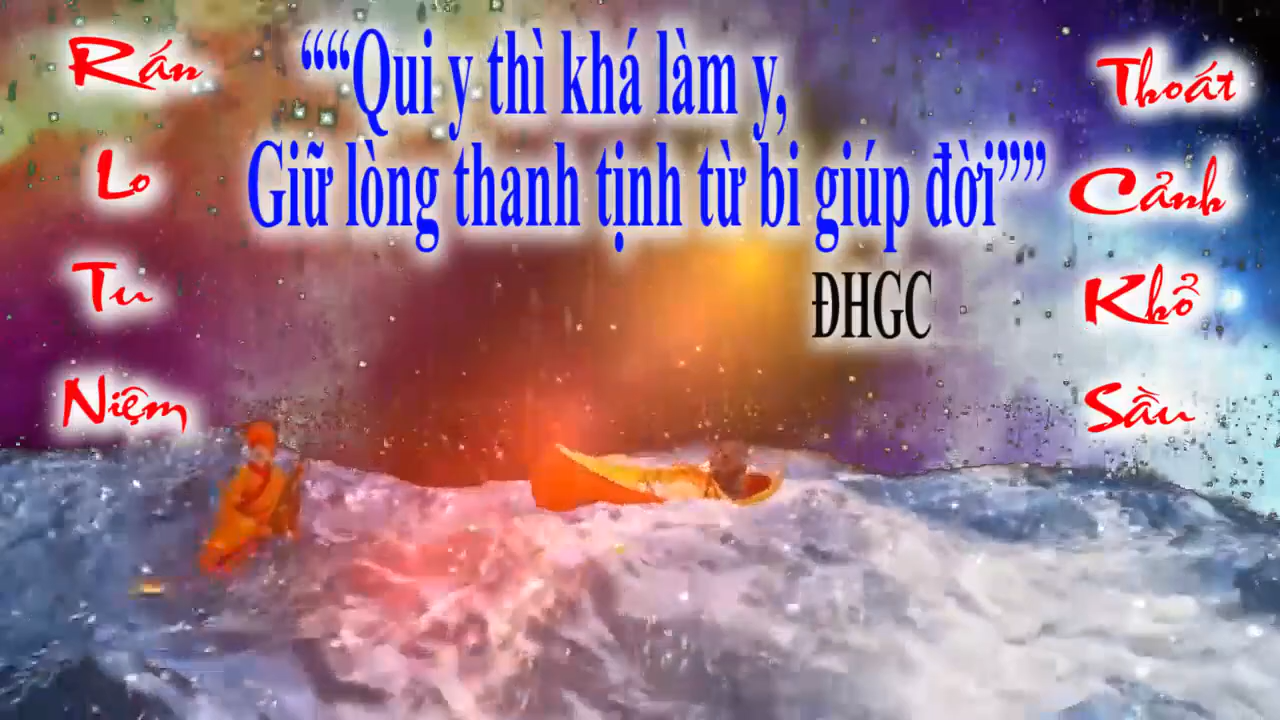 Rán
Lo
Tu
Niệm
““Qui y thì khá làm y,
Giữ lòng thanh tịnh từ bi giúp đời””
ĐHGC
Thoát
Cảnh
Khổ
Sầu